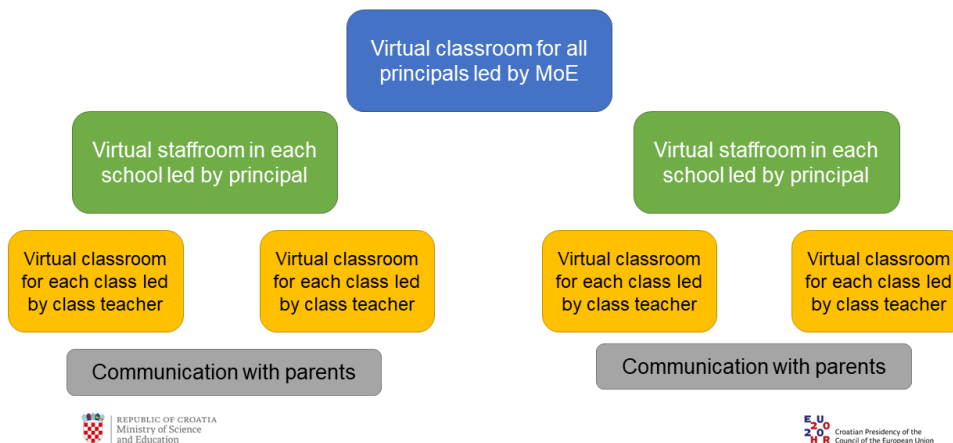 Virtual classroom for all
principals led by MoE
Virtual staffroom in each
school led by principal
Virtual staffroom in each
school led by principal
Virtual classroom
for each class led
by class teacher
Virtual classroom
for each class led
by class teacher
Virtual classroom
for each class led
by class teacher
Virtual classroom
for each class led
by class teacher
Communication with parents
Communication with parents
REPUBLIC OF CROATIA
Ministry of Science
and Education
EU
20
20
HR
Croatian Presidency of the
Council of the European Union